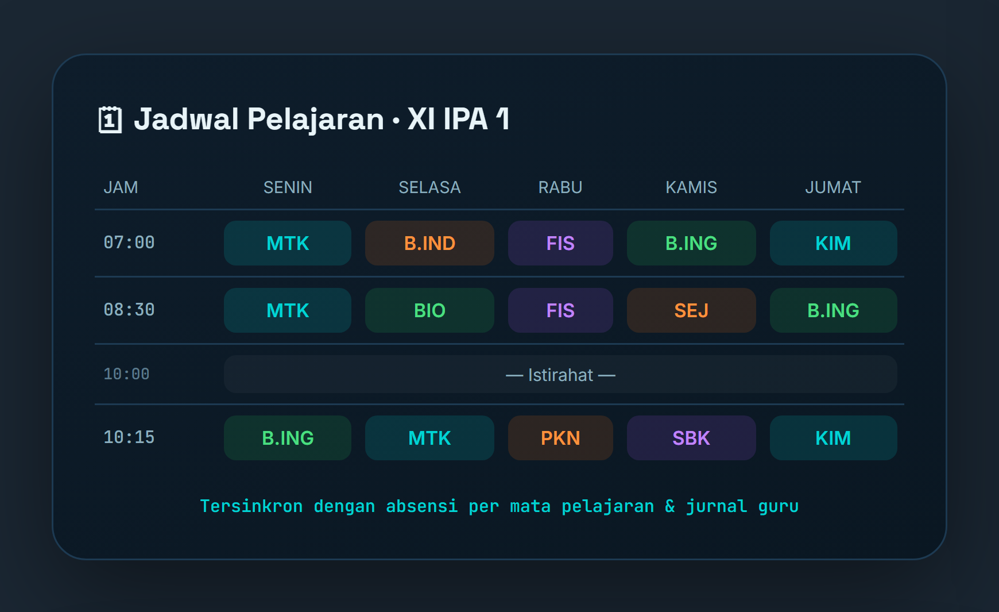 Jadwal Pelajaran · XI IPA 1
JAM SENIN SELASA RABU KAMIS JUMAT
07:00 MTK B.IND FIS B.ING KIM
08:30 MTK BIO FIS SEJ B.ING
10:00 — Istirahat —
10:15 B.ING MTK PKN SBK KIM
Tersinkron dengan absensi per mata pelajaran & jurnal guru